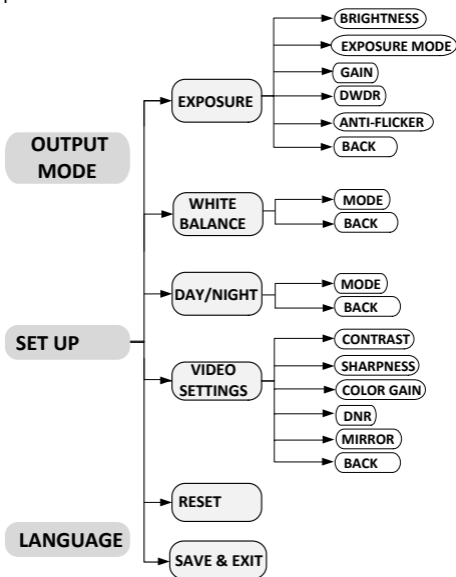 OUTPUT
MODE
SET UP
LANGUAGE
EXPOSURE
BRIGHTNESS
EXPOSURE MODE
GAIN
DWDR
ANTI-FLICKER
BACK
WHITE
BALANCE
MODE
BACK
DAY/NIGHT
MODE
BACK
VIDEO
SETTINGS
CONTRAST
SHARPNESS
COLOR GAIN
DNR
MIRROR
BACK
RESET
SAVE & EXIT